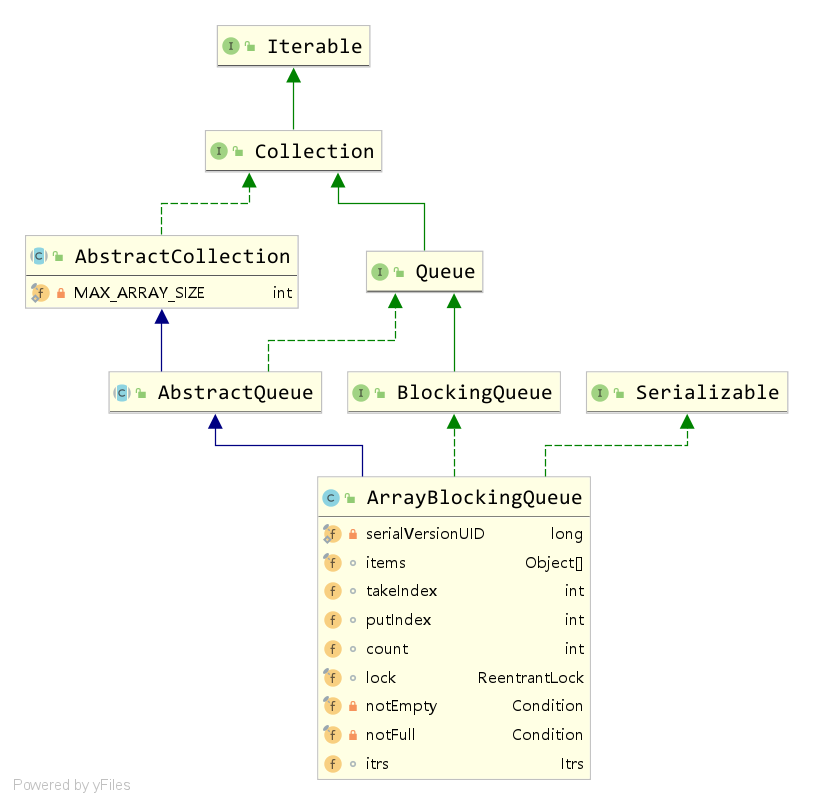 Iterable
Collection
AbstractCollection
MAX_ARRAY_SIZE int
Queue
AbstractQueue
BlockingQueue
Serializable
ArrayBlockingQueue
serialVersionUID long
items Object[]
takeIndex int
putIndex int
count int
lock ReentrantLock
notEmpty Condition
notFull Condition
itrs Itrs
Powered by yFiles